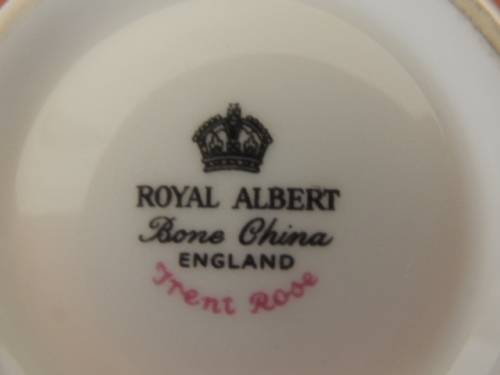 ROYAL ALBERT
Bone China
ENGLAND
Trent Rose